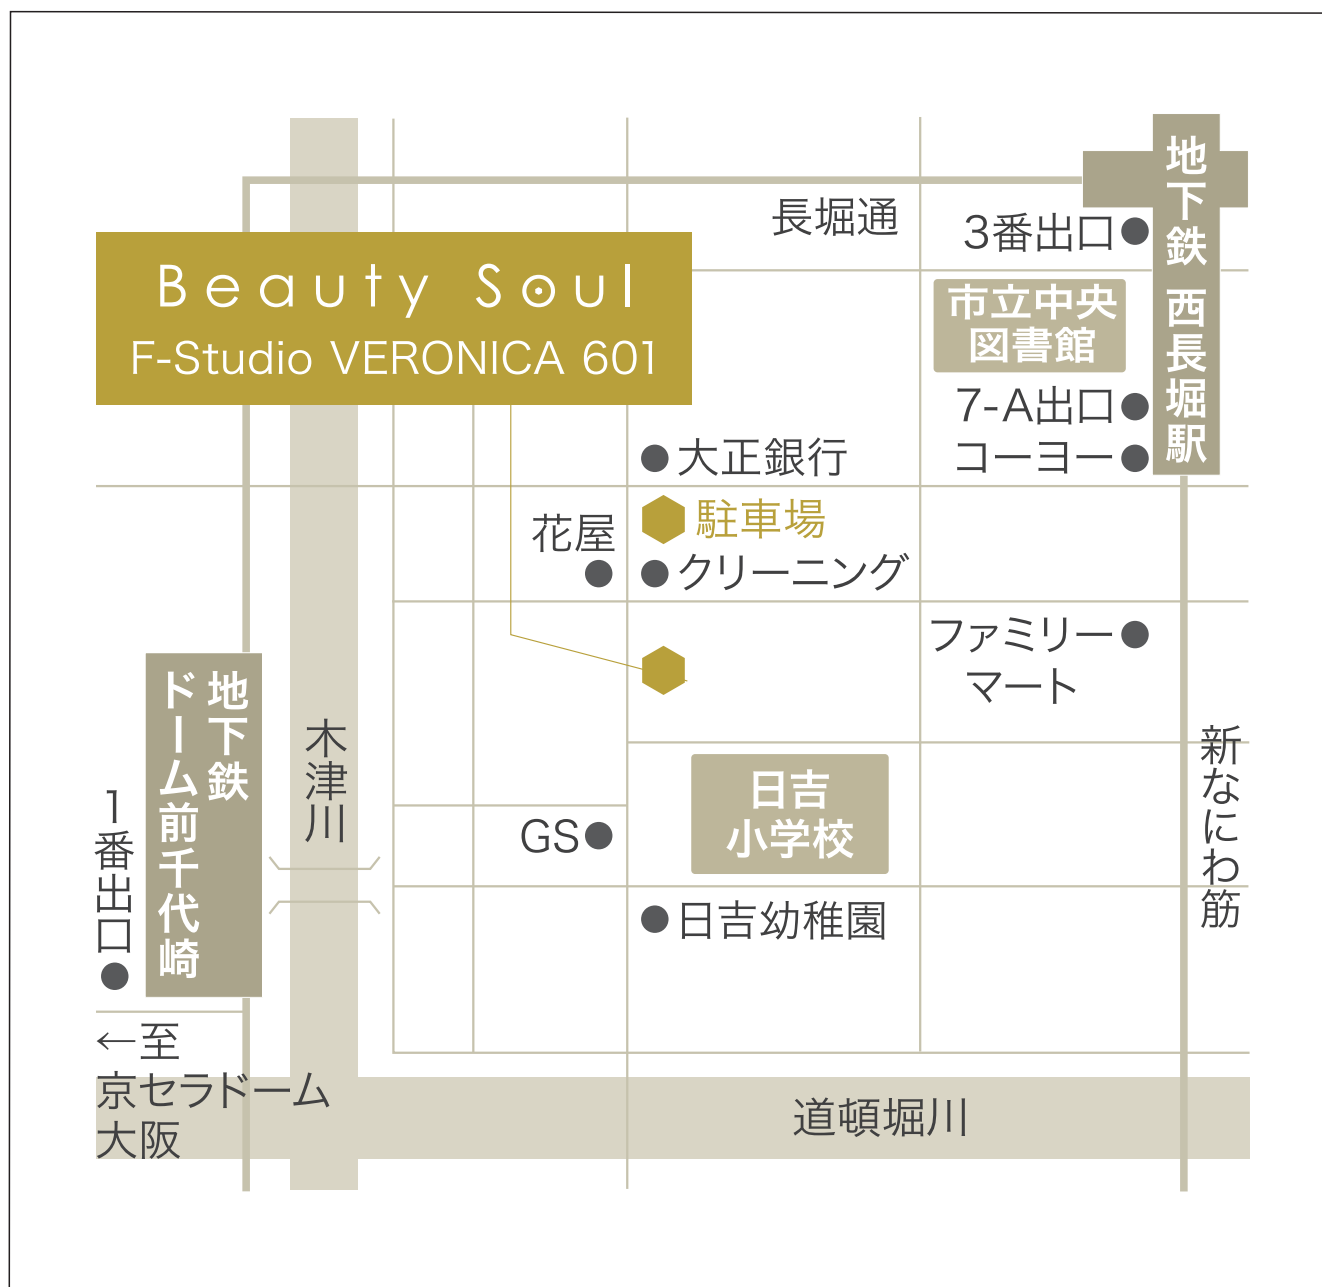 長堀通
3番出口
地下鉄 西長堀駅
Beauty Soul
F-Studio VERONICA 601
市立中央
図書館
7-A出口
コーヨー
大正銀行
駐車場
花屋
クリーニング
ファミリー
マート
地下鉄
ドーム前千代崎
木津川
新なにわ筋
1番出口
日吉
小学校
GS
日吉幼稚園
←至
京セラドーム
大阪
道頓堀川